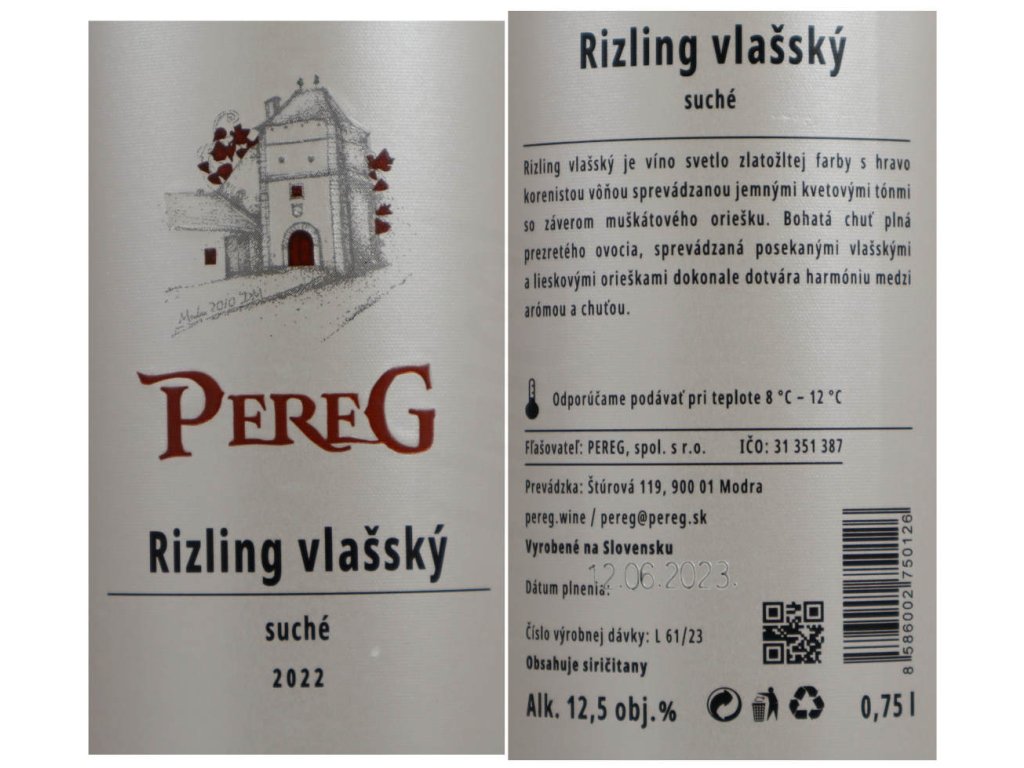 Modra 2010 DM
PEREG
Rizling vlašský
suché
2022
Rizling vlašský
suché
Rizling vlašský je víno svetlo zlatožltej farby s hravo
korenistou vôňou sprevádzanou jemnými kvetovými tónmi
so záverom muškátového oriešku. Bohatá chuť plná
prezretého ovocia, sprevádzaná posekanými vlašskými
a lieskovými orieškami dokonale dotvára harmóniu medzi
arómou a chuťou.
Odporúčame podávať pri teplote 8 °C – 12 °C
Fľašovateľ: PEREG, spol. s r.o. IČO: 31 351 387
Prevádzka: Štúrová 119, 900 01 Modra
pereg.wine / pereg@pereg.sk
Vyrobené na Slovensku
Dátum plnenia: 12.06.2023.
Číslo výrobnej dávky: L 61/23
Obsahuje siričitany
Alk. 12,5 obj.% 0,75 l
8 586002 750126